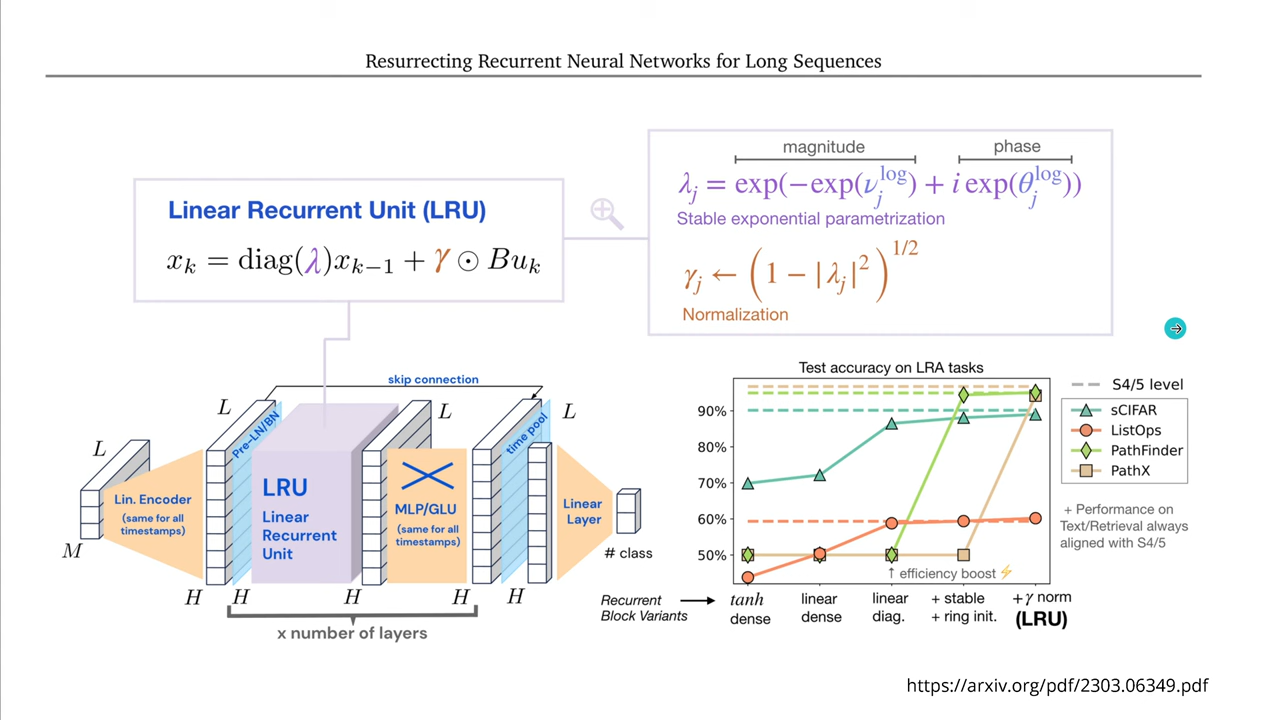 Resurrecting Recurrent Neural Networks for Long Sequences
magnitude
phase
λ_j = exp(−exp(ν_j^log) + i exp(θ_j^log))
Stable exponential parametrization
γ_j ← (1 − |λ_j|²)^1/2
Normalization
Linear Recurrent Unit (LRU)
x_k = diag(λ)x_{k−1} + γ ⊙ Bu_k
skip connection
L
L
L
L
Pre-LN/BN
time pool
Lin. Encoder
(same for all
timestamps)
LRU
Linear
Recurrent
Unit
MLP/GLU
(same for all
timestamps)
Linear
Layer
# class
M
H
H
H
H
H
x number of layers
Test accuracy on LRA tasks
90%
80%
70%
60%
50%
↑ efficiency boost ⚡
Recurrent
Block Variants
tanh
dense
linear
dense
linear
diag.
+ stable
+ ring init.
+ γ norm
(LRU)
S4/5 level
sCIFAR
ListOps
PathFinder
PathX
+ Performance on
Text/Retrieval always
aligned with S4/5
https://arxiv.org/pdf/2303.06349.pdf